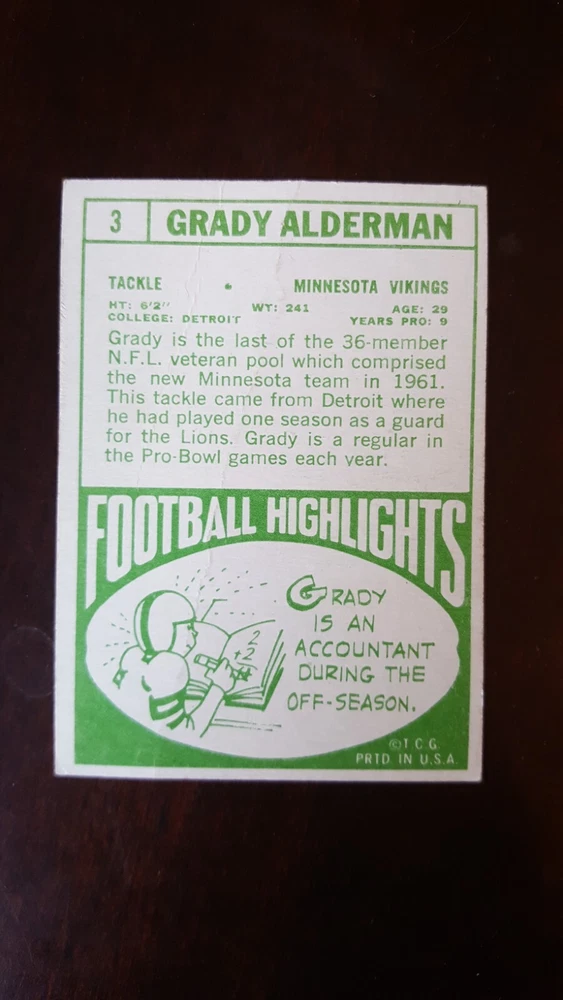 3 GRADY ALDERMAN
TACKLE • MINNESOTA VIKINGS
HT: 6'2" WT: 241 AGE: 29
COLLEGE: DETROIT YEARS PRO: 9
Grady is the last of the 36-member
N.F.L. veteran pool which comprised
the new Minnesota team in 1961.
This tackle came from Detroit where
he had played one season as a guard
for the Lions. Grady is a regular in
the Pro-Bowl games each year.
FOOTBALL HIGHLIGHTS
GRADY
IS AN
ACCOUNTANT
DURING THE
OFF-SEASON.
2
+2
©T.C.G.
PRTD. IN U.S.A.